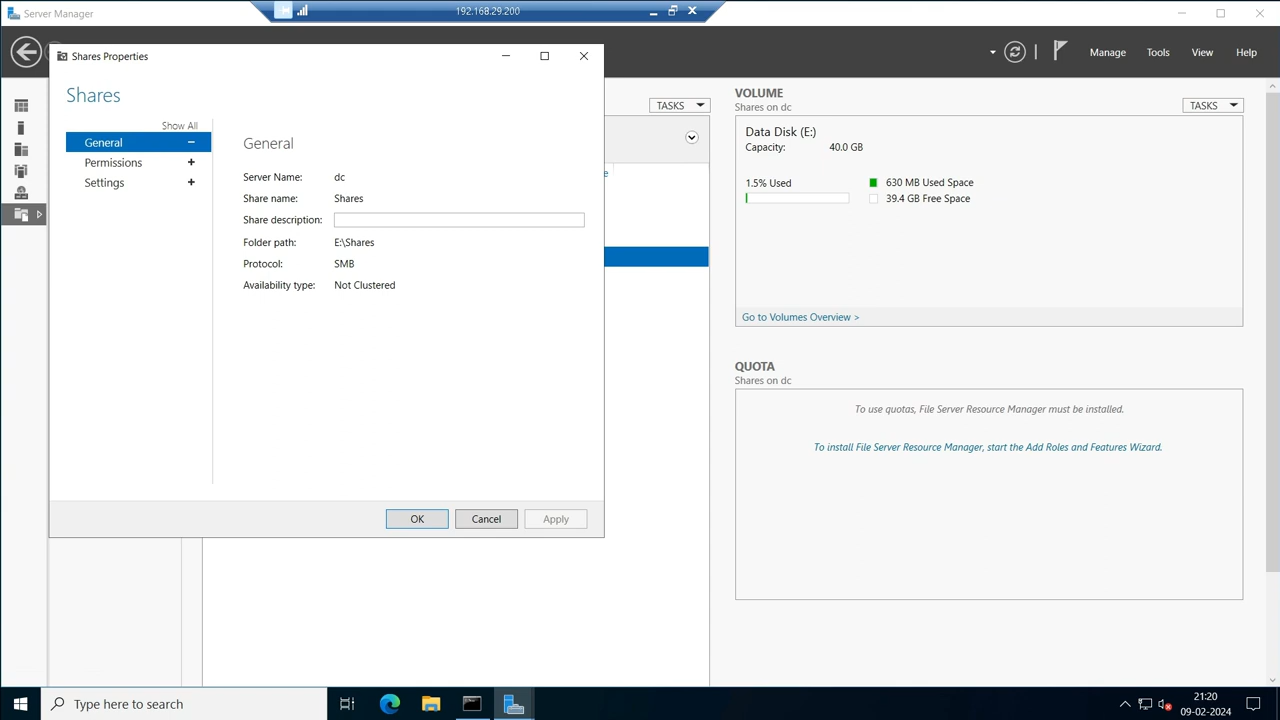 Server Manager
192.168.29.200
Manage
Tools
View
Help
Shares Properties
Shares
Show All
General
Permissions
Settings
General
Server Name: dc
Share name: Shares
Share description:
Folder path: E:\Shares
Protocol: SMB
Availability type: Not Clustered
OK
Cancel
Apply
TASKS
VOLUME
Shares on dc
TASKS
Data Disk (E:)
Capacity: 40.0 GB
1.5% Used
630 MB Used Space
39.4 GB Free Space
Go to Volumes Overview >
QUOTA
Shares on dc
To use quotas, File Server Resource Manager must be installed.
To install File Server Resource Manager, start the Add Roles and Features Wizard.
Type here to search
21:20
09-02-2024